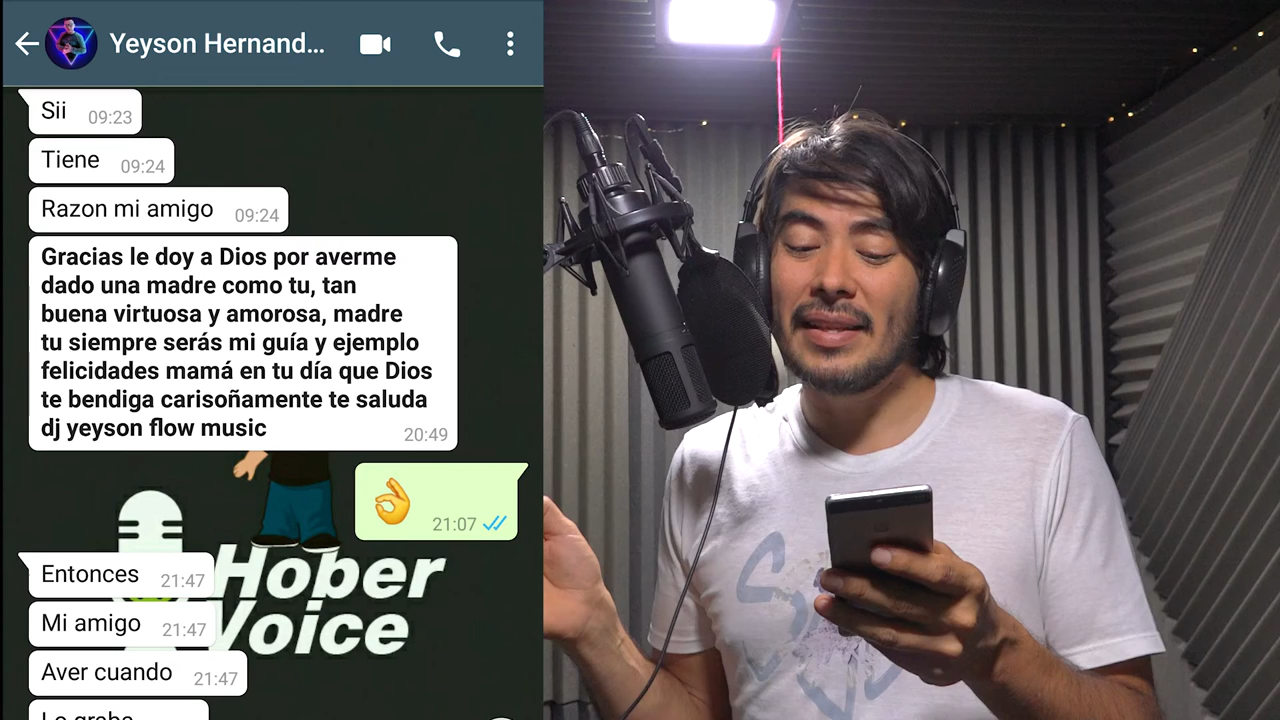 Yeyson Hernand...
Sii 09:23
Tiene 09:24
Razon mi amigo 09:24
Gracias le doy a Dios por averme
dado una madre como tu, tan
buena virtuosa y amorosa, madre
tu siempre serás mi guía y ejemplo
felicidades mamá en tu día que Dios
te bendiga carisoñamente te saluda
dj yeyson flow music 20:49
21:07
Entonces 21:47
Hober
Mi amigo 21:47
Voice
Aver cuando 21:47
Lo graba